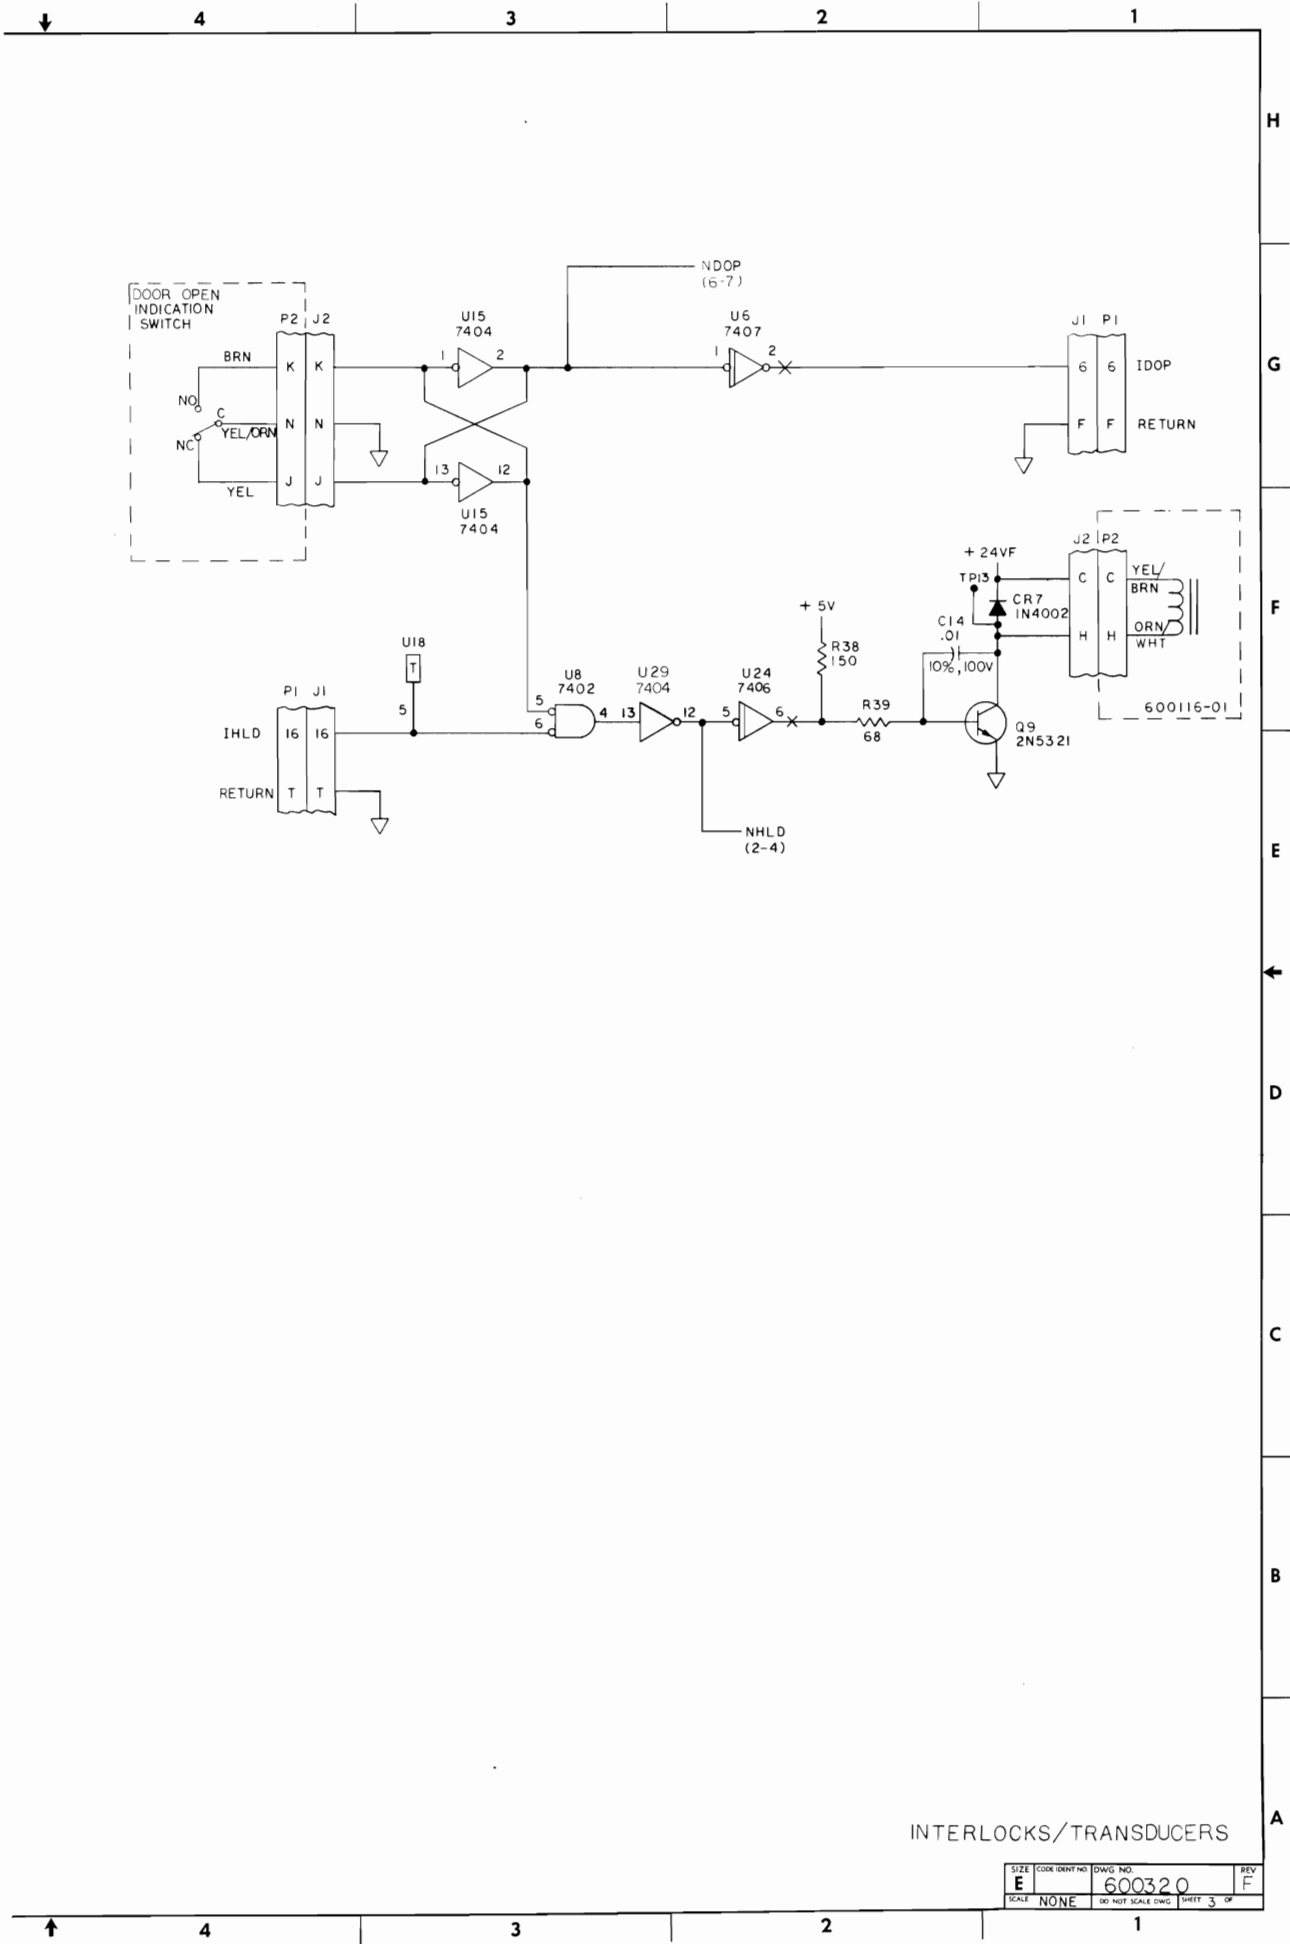 4 3 2 1
H
NDOP
(6-7)
DOOR OPEN
INDICATION
SWITCH
P2 J2
U15
7404
U6
7407
J1 P1
BRN
K K
1 2
1 2
6 6 IDOP
G
NO
C
YEL/ORN
N N
F F RETURN
NC
J J
13 12
YEL
U15
7404
J2 P2
+ 24VF
TP13
C C
YEL/
BRN
CR7
1N4002
F
+ 5V
C14
.01
10%, 100V
H H
ORN
WHT
R38
150
U18
T
U8
7402
U29
7404
U24
7406
P1 J1
5
5
6
4 13 12 5 6
R39
68
600116-01
IHLD 16 16
Q9
2N5321
RETURN T T
NHLD
(2-4)
E
D
C
B
A
INTERLOCKS/TRANSDUCERS
SIZE CODE IDENT NO. DWG NO. REV
E 600320 F
SCALE NONE DO NOT SCALE DWG SHEET 3 OF
4 3 2 1